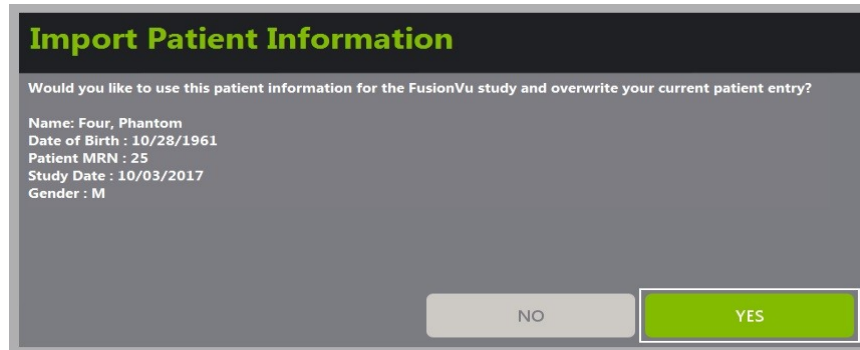 Import Patient Information
Would you like to use this patient information for the FusionVu study and overwrite your current patient entry?
Name: Four, Phantom
Date of Birth : 10/28/1961
Patient MRN : 25
Study Date : 10/03/2017
Gender : M
NO
YES